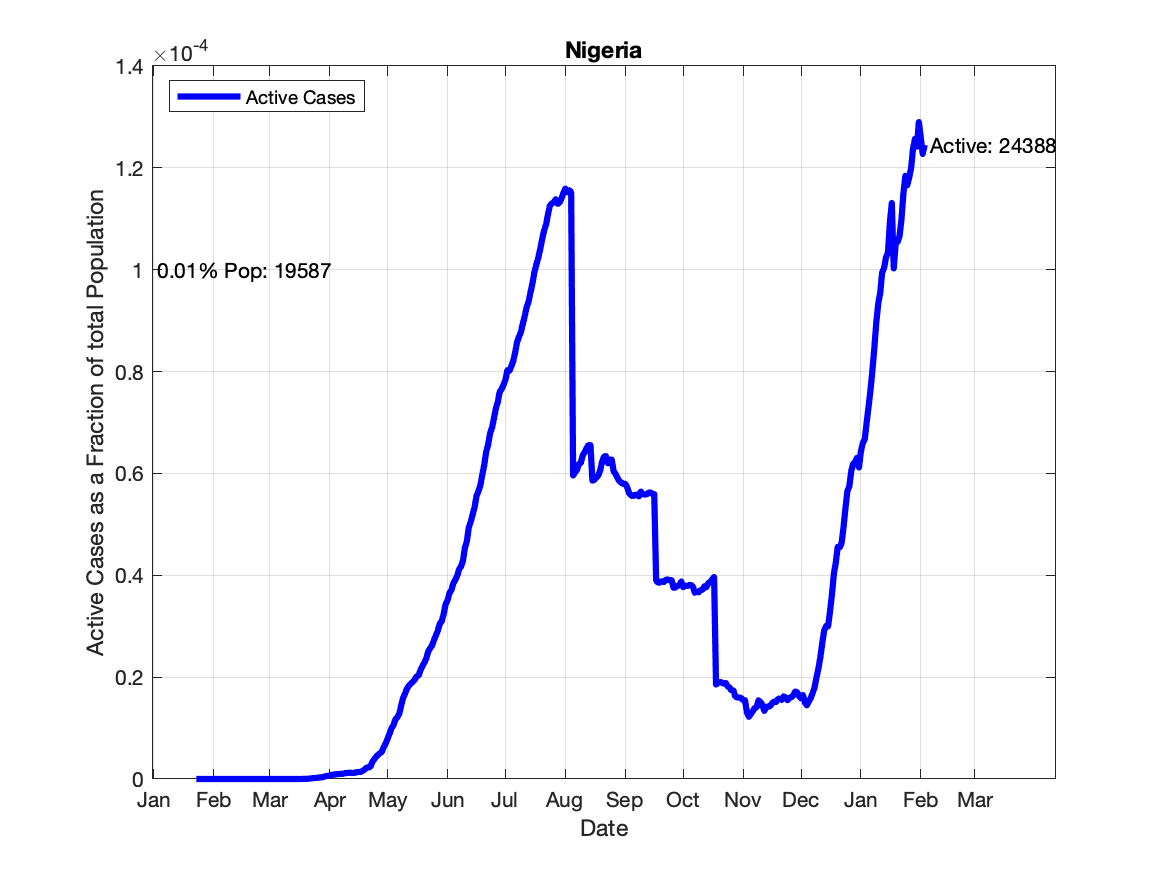 Nigeria
×10-4
1.4
1.2
1
0.8
0.6
0.4
0.2
0
Active Cases
Active: 24388
0.01% Pop: 19587
Active Cases as a Fraction of total Population
Jan Feb Mar Apr May Jun Jul Aug Sep Oct Nov Dec Jan Feb Mar
Date